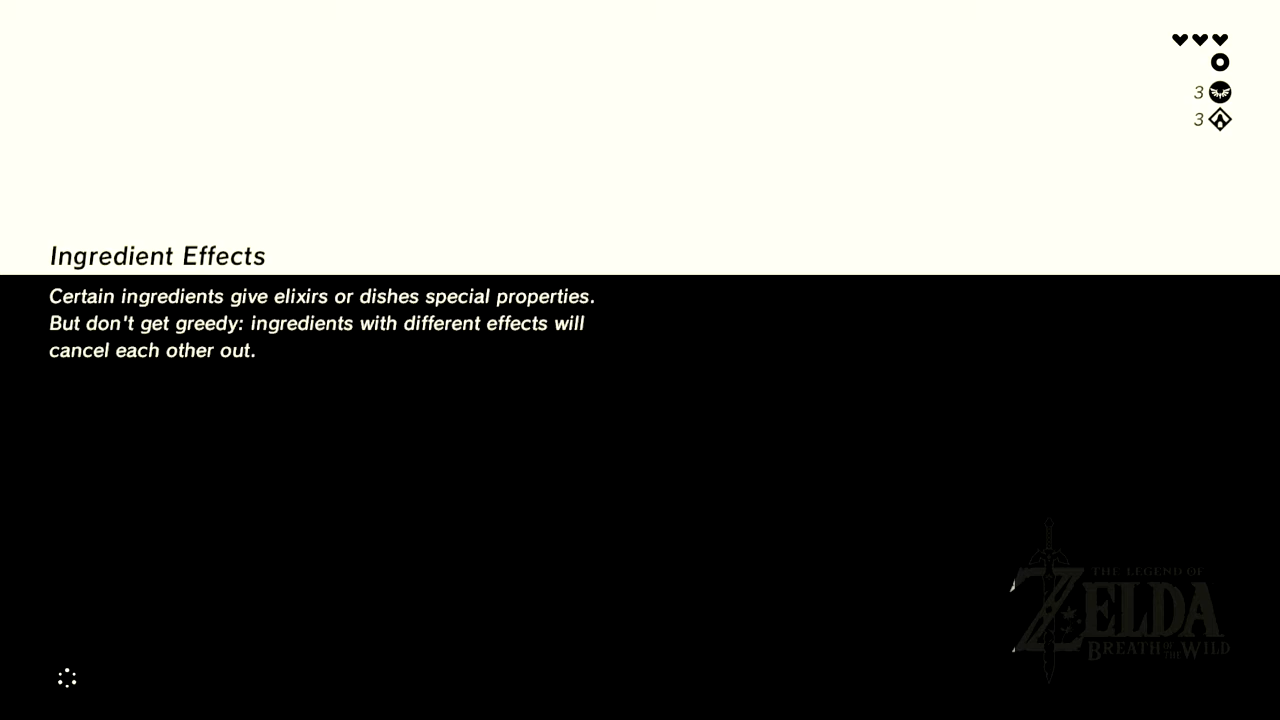 3
3
Ingredient Effects
Certain ingredients give elixirs or dishes special properties.
But don't get greedy: ingredients with different effects will
cancel each other out.
THE LEGEND OF
ZELDA
BREATH OF THE WILD